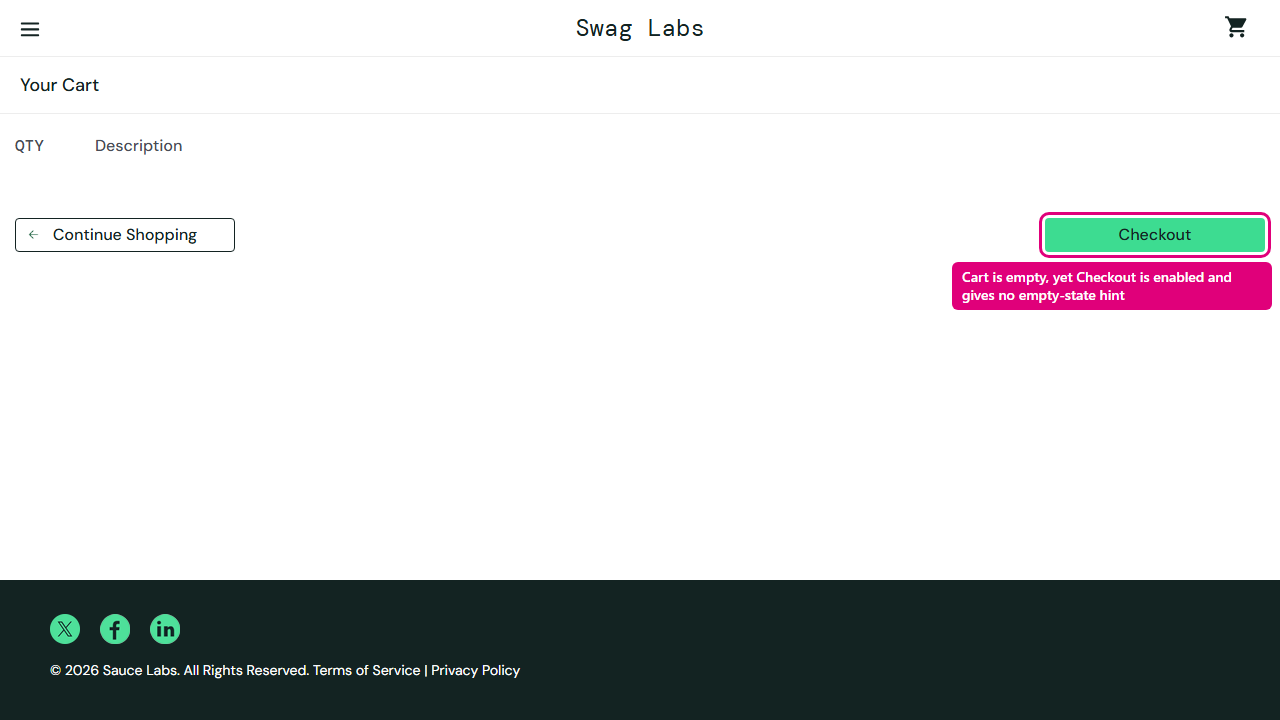 Swag Labs
Your Cart
QTY
Description
Continue Shopping
Checkout
Cart is empty, yet Checkout is enabled and
gives no empty-state hint
© 2026 Sauce Labs. All Rights Reserved. Terms of Service | Privacy Policy